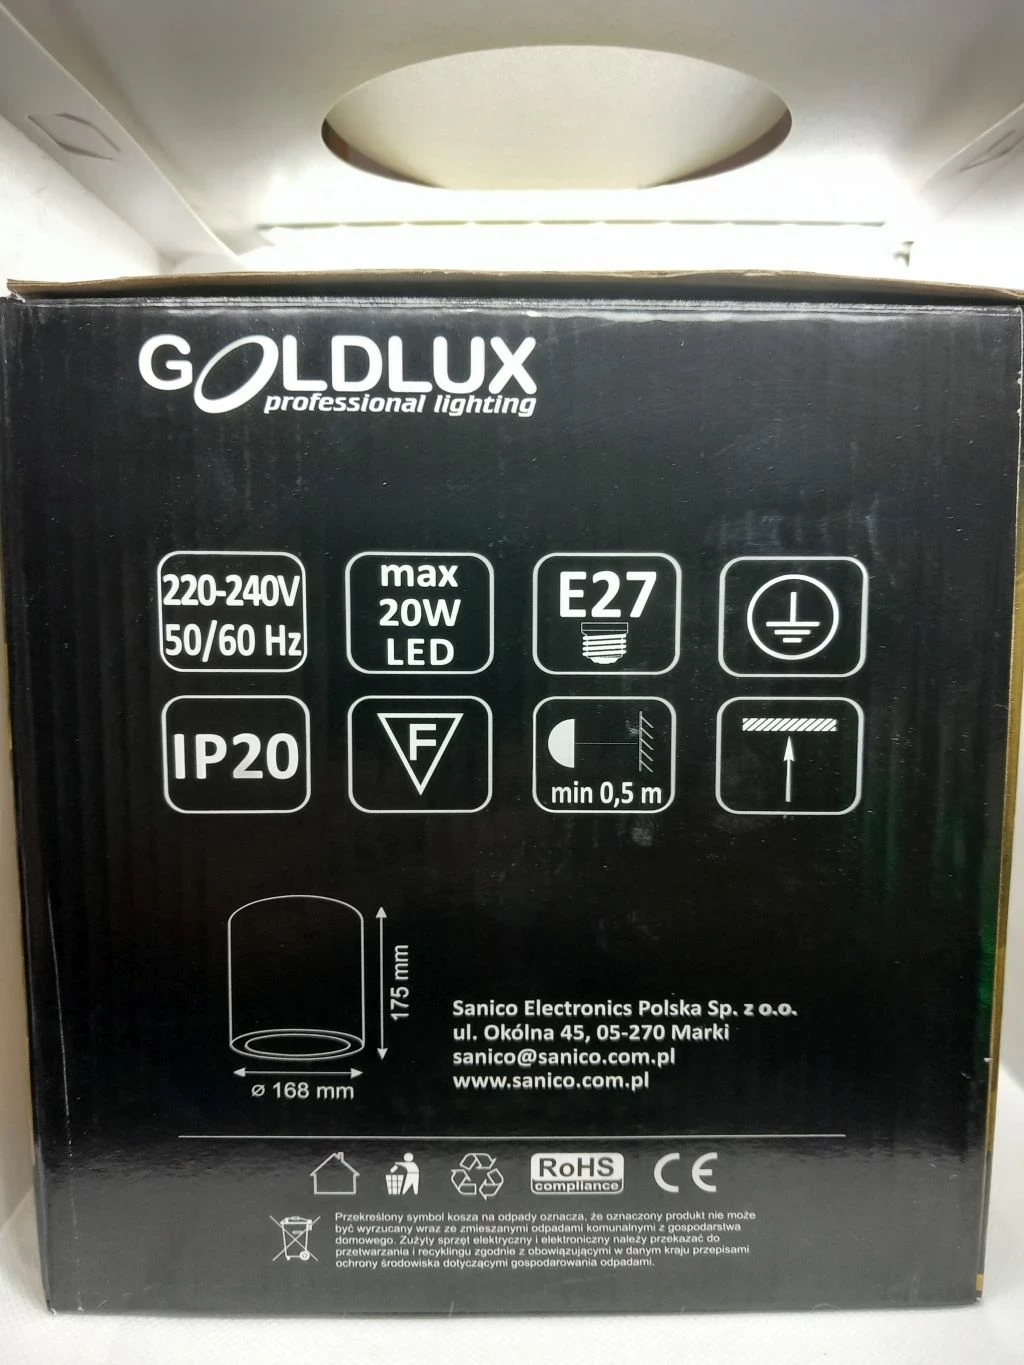 GOLDLUX
professional lighting
220-240V
50/60 Hz
max
20W
LED
E27
IP20
F
min 0,5 m
175 mm
ø 168 mm
Sanico Electronics Polska Sp. z o.o.
ul. Okólna 45, 05-270 Marki
sanico@sanico.com.pl
www.sanico.com.pl
RoHS
compliance
CE
Przekreślony symbol kosza na odpady oznacza, że oznaczony produkt nie może
być wyrzucany wraz ze zmieszanymi odpadami komunalnymi z gospodarstwa
domowego. Zużyty sprzęt elektryczny i elektroniczny należy przekazać do
przetwarzania i recyklingu zgodnie z obowiązującymi w danym kraju przepisami
ochrony środowiska dotyczącymi gospodarowania odpadami.